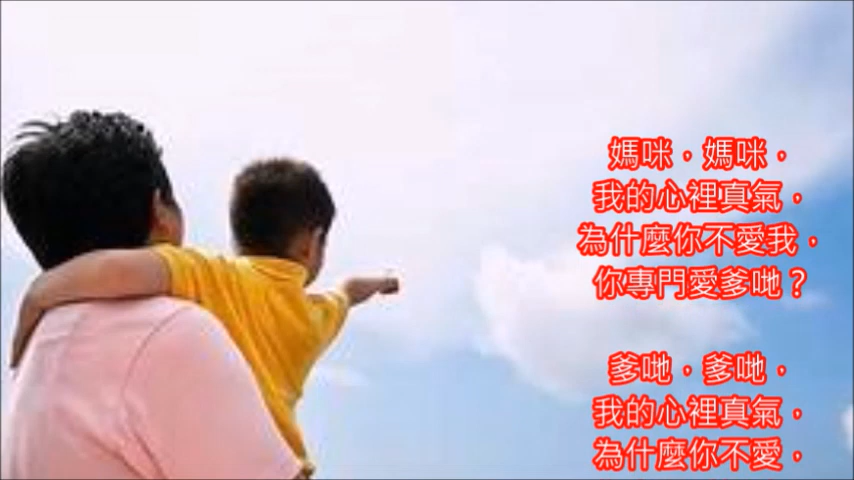 媽咪，媽咪，
我的心裡真氣，
為什麼你不愛我，
你專門愛爹哋？
爹哋，爹哋，
我的心裡真氣，
為什麼你不愛，